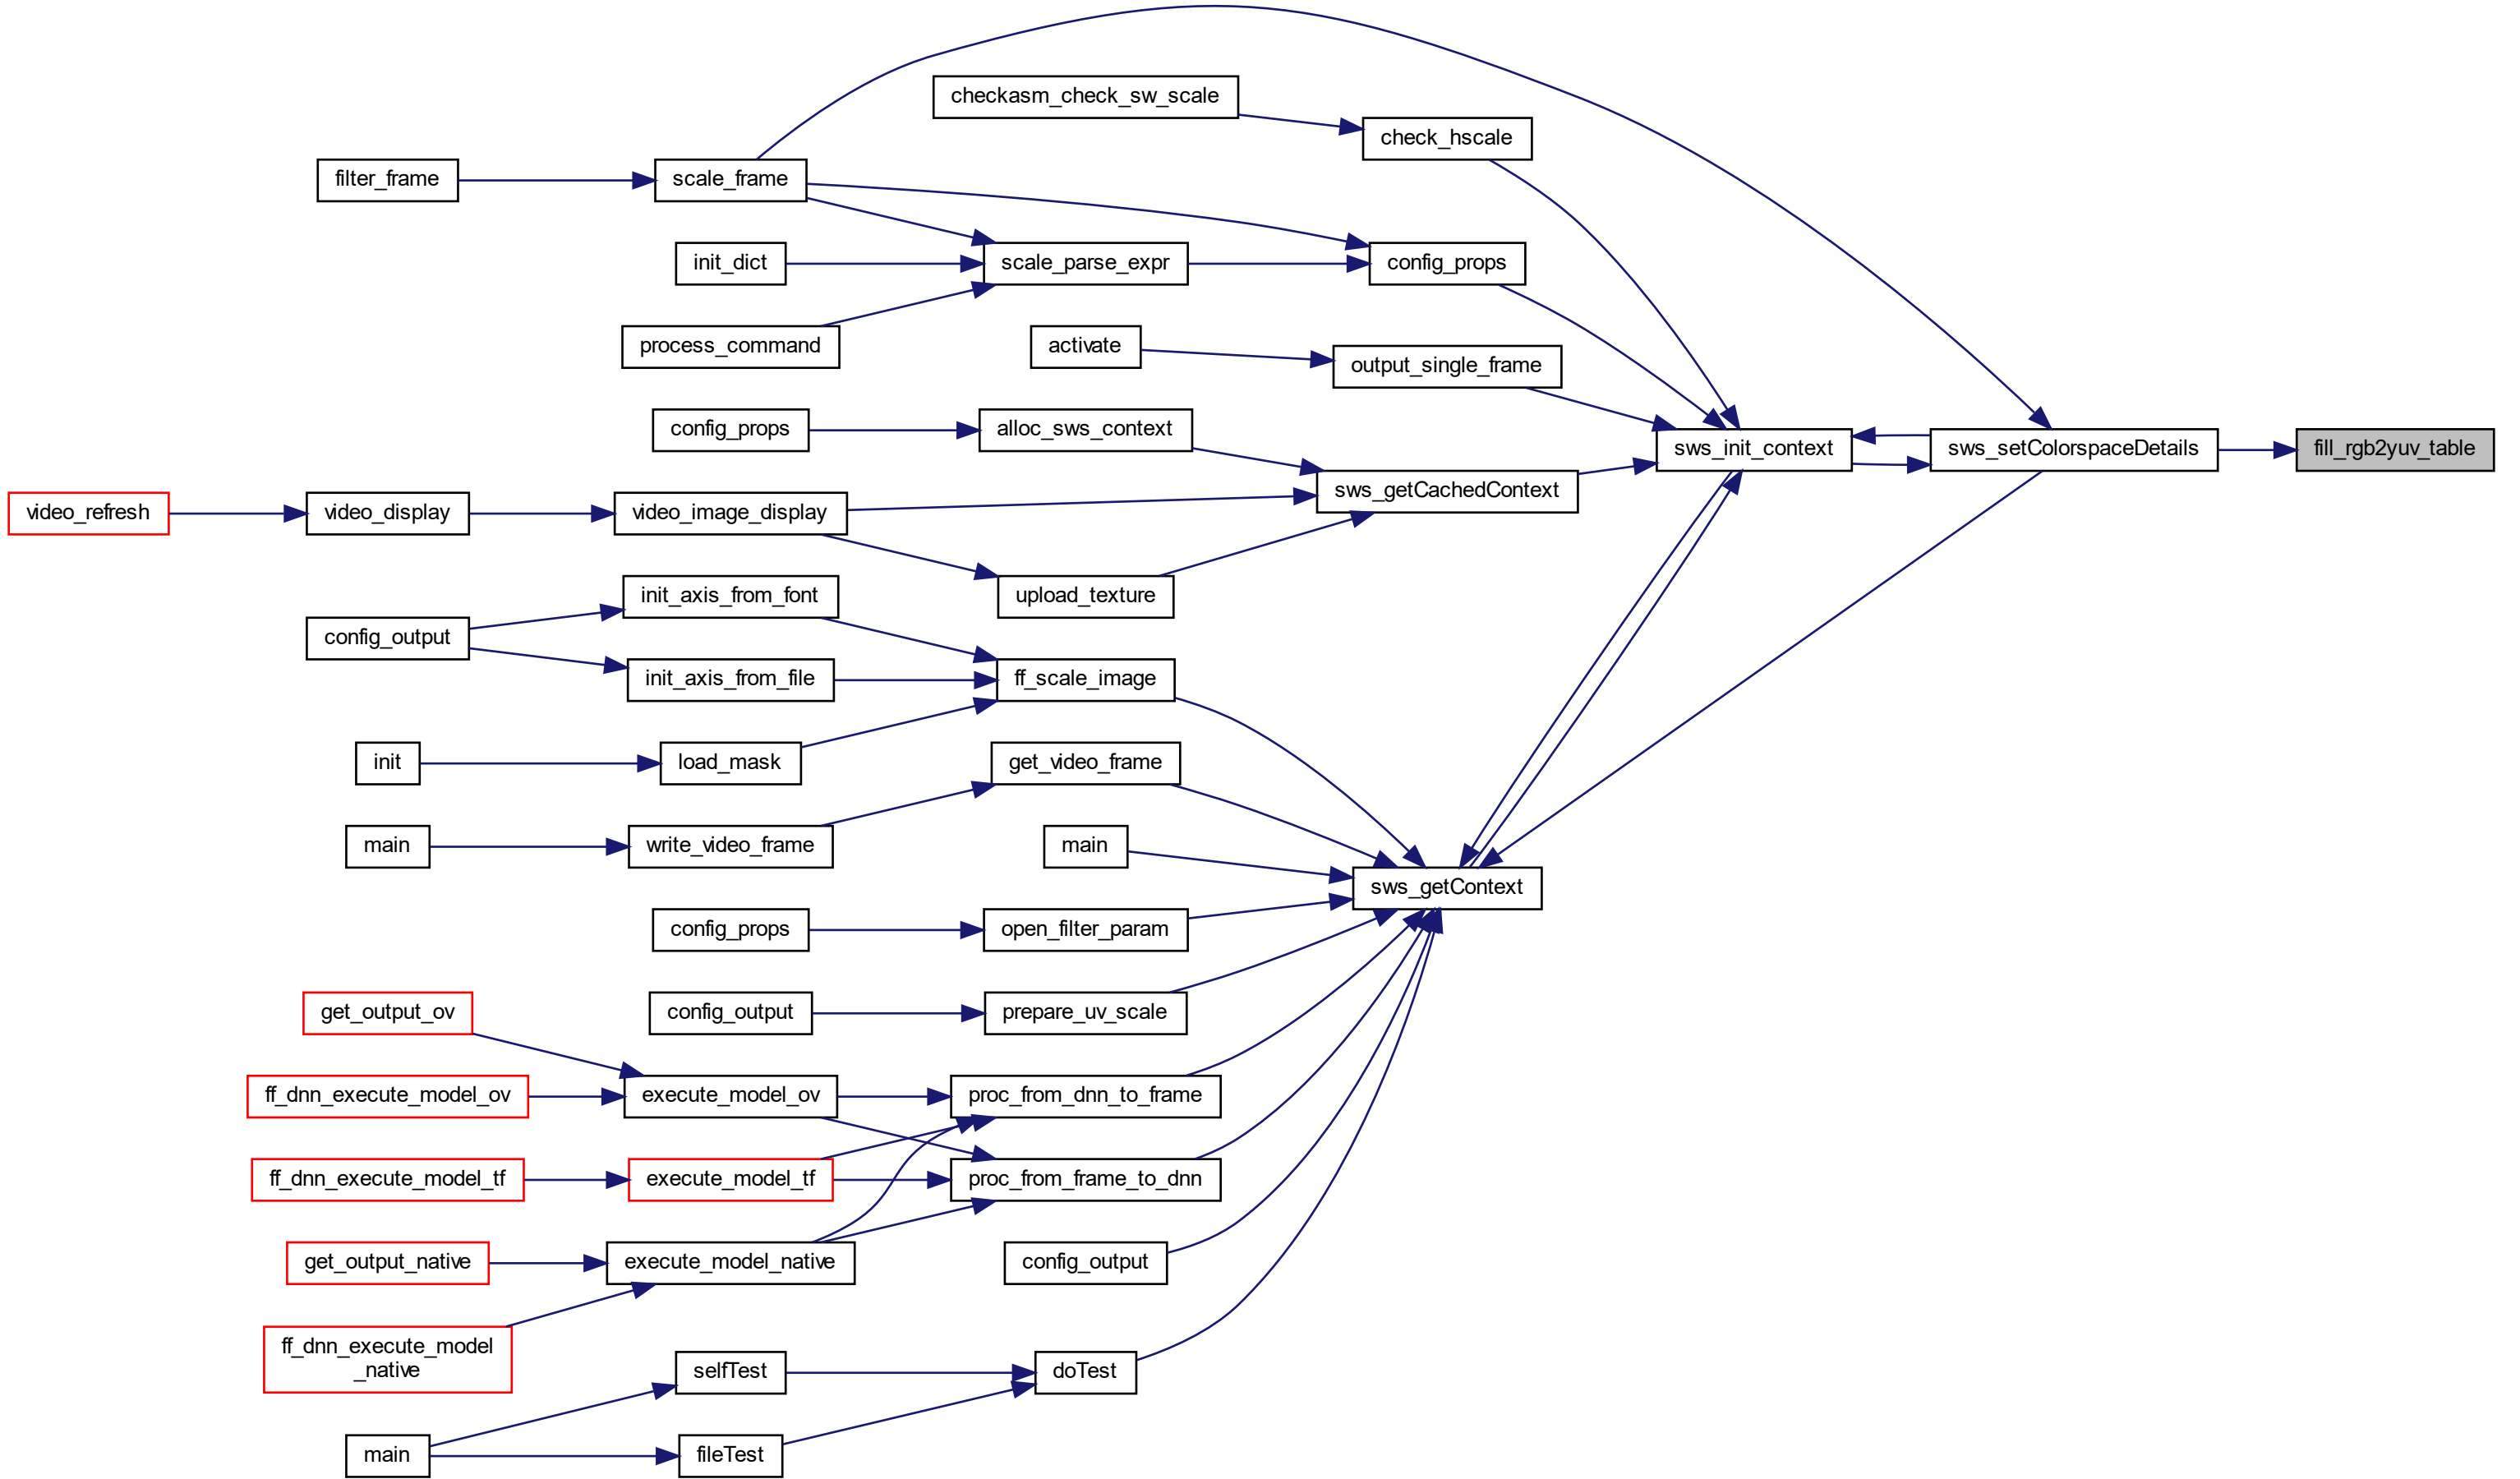 checkasm_check_sw_scale
check_hscale
filter_frame
scale_frame
init_dict
scale_parse_expr
config_props
process_command
activate
output_single_frame
config_props
alloc_sws_context
sws_init_context
sws_setColorspaceDetails
fill_rgb2yuv_table
video_refresh
video_display
video_image_display
sws_getCachedContext
init_axis_from_font
upload_texture
config_output
init_axis_from_file
ff_scale_image
init
load_mask
get_video_frame
main
write_video_frame
main
sws_getContext
config_props
open_filter_param
get_output_ov
config_output
prepare_uv_scale
ff_dnn_execute_model_ov
execute_model_ov
proc_from_dnn_to_frame
ff_dnn_execute_model_tf
execute_model_tf
proc_from_frame_to_dnn
get_output_native
execute_model_native
config_output
ff_dnn_execute_model
_native
selfTest
doTest
main
fileTest